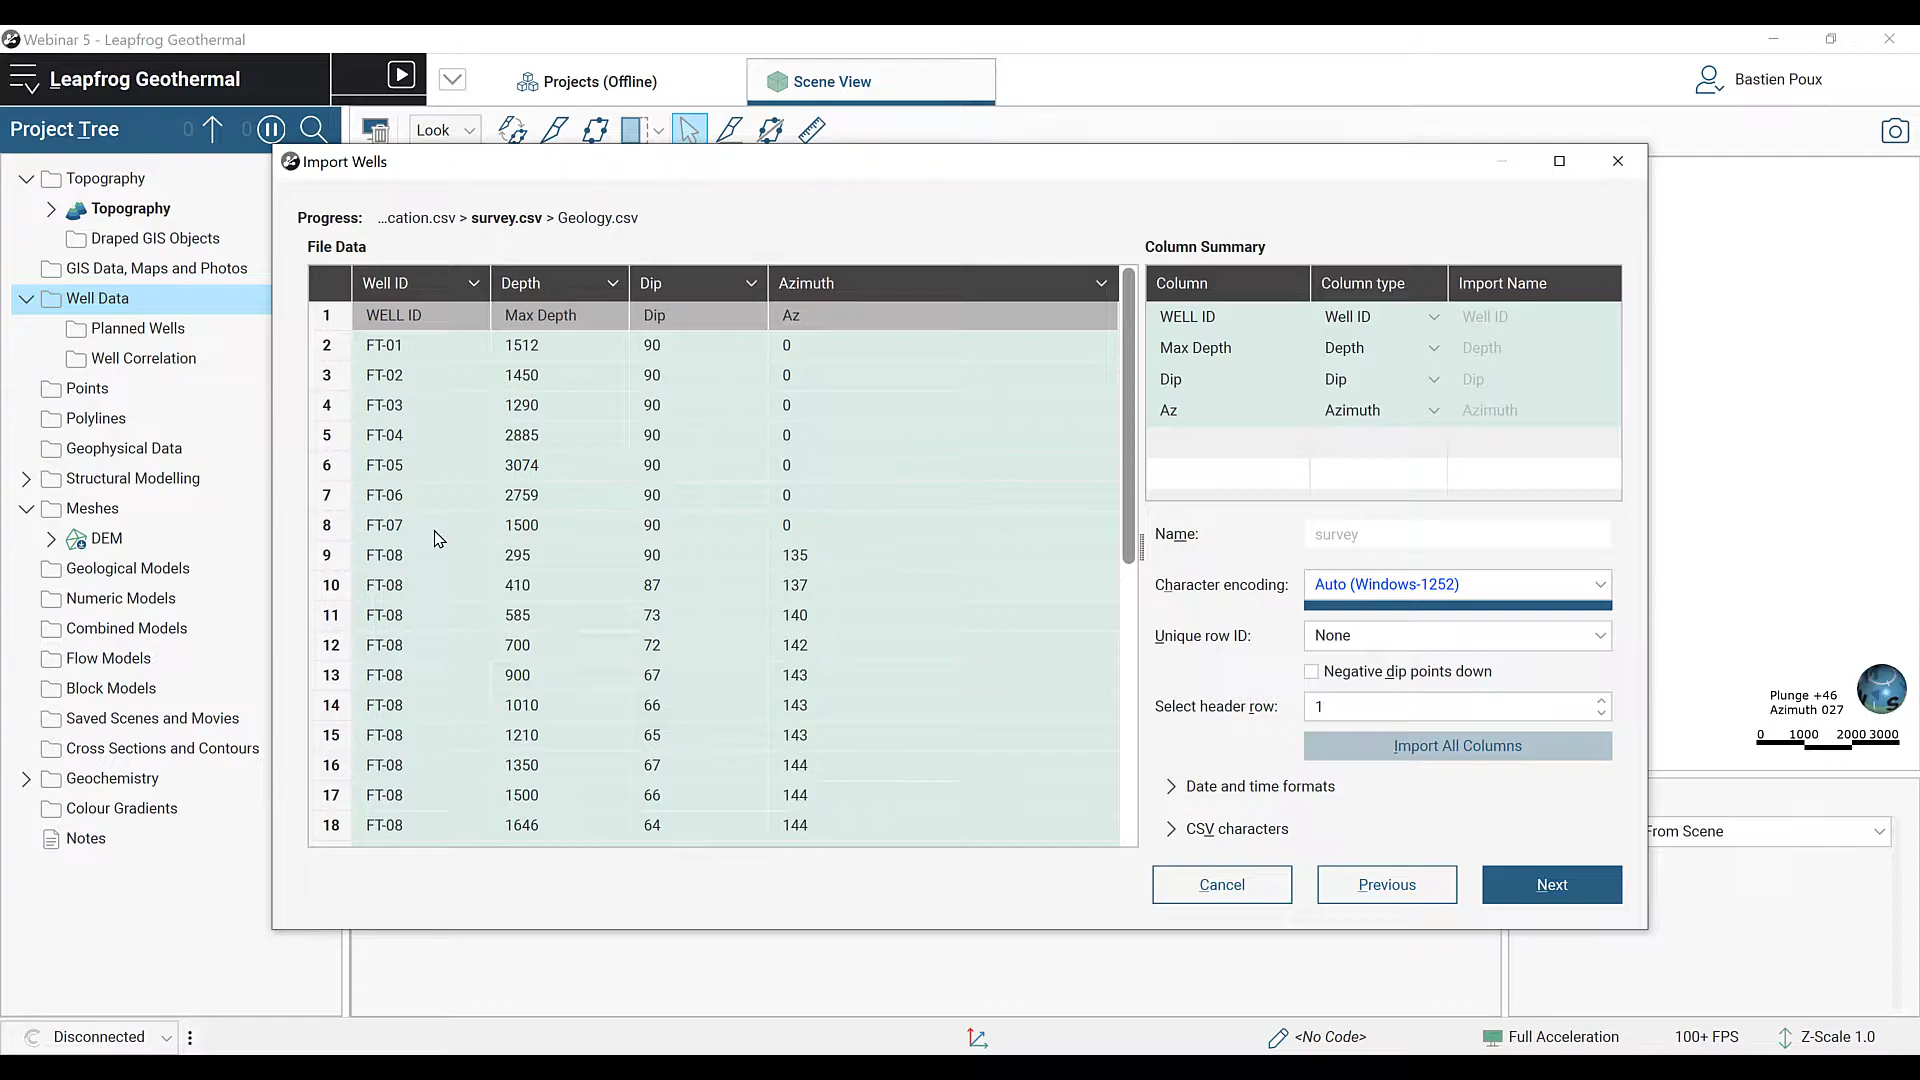 Webinar 5 - Leapfrog Geothermal
Leapfrog Geothermal
Projects (Offline)
Scene View
Bastien Poux
Project Tree
0
0
Look
Topography
Topography
Draped GIS Objects
GIS Data, Maps and Photos
Well Data
Planned Wells
Well Correlation
Points
Polylines
Geophysical Data
Structural Modelling
Meshes
DEM
Geological Models
Numeric Models
Combined Models
Flow Models
Block Models
Saved Scenes and Movies
Cross Sections and Contours
Geochemistry
Colour Gradients
Notes
Import Wells
Progress: ...cation.csv > survey.csv > Geology.csv
File Data
Well ID Depth Dip Azimuth
1 WELL ID Max Depth Dip Az
2 FT-01 1512 90 0
3 FT-02 1450 90 0
4 FT-03 1290 90 0
5 FT-04 2885 90 0
6 FT-05 3074 90 0
7 FT-06 2759 90 0
8 FT-07 1500 90 0
9 FT-08 295 90 135
10 FT-08 410 87 137
11 FT-08 585 73 140
12 FT-08 700 72 142
13 FT-08 900 67 143
14 FT-08 1010 66 143
15 FT-08 1210 65 143
16 FT-08 1350 67 144
17 FT-08 1500 66 144
18 FT-08 1646 64 144
Column Summary
Column Column type Import Name
WELL ID Well ID Well ID
Max Depth Depth Depth
Dip Dip Dip
Az Azimuth Azimuth
Name: survey
Character encoding: Auto (Windows-1252)
Unique row ID: None
Negative dip points down
Select header row: 1
Import All Columns
Date and time formats
CSV characters
Cancel
Previous
Next
Plunge +46
Azimuth 027
S
0 1000 2000 3000
From Scene
Disconnected
<No Code>
Full Acceleration
100+ FPS
Z-Scale 1.0